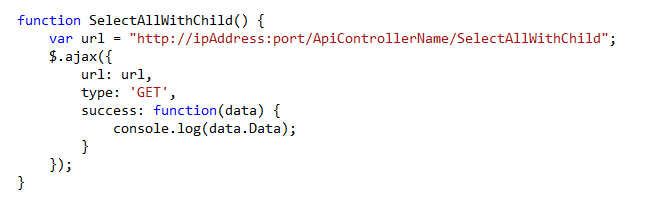 function SelectAllWithChild() {
    var url = "http://ipAddress:port/ApiControllerName/SelectAllWithChild";
    $.ajax({
        url: url,
        type: 'GET',
        success: function(data) {
            console.log(data.Data);
        }
    });
}